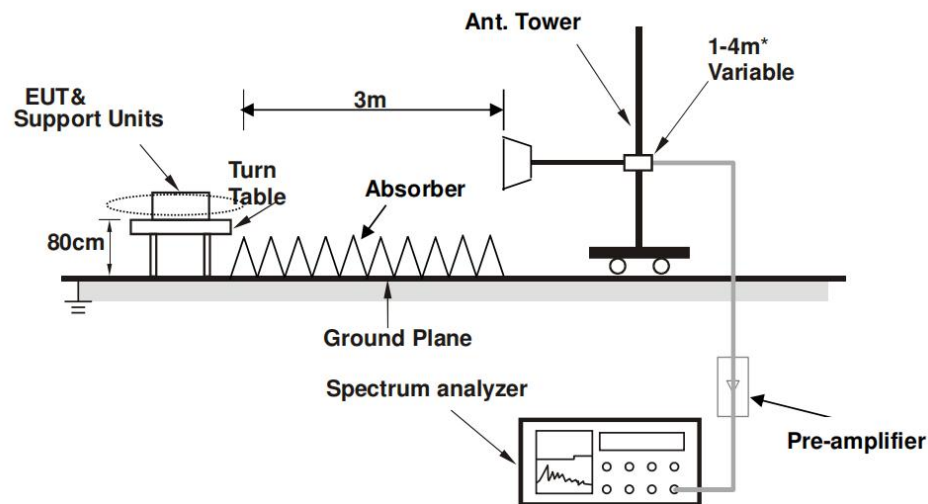 Ant. Tower
1-4m*
Variable
3m
EUT&
Support Units
Turn
Table
Absorber
80cm
Ground Plane
Spectrum analyzer
Pre-amplifier